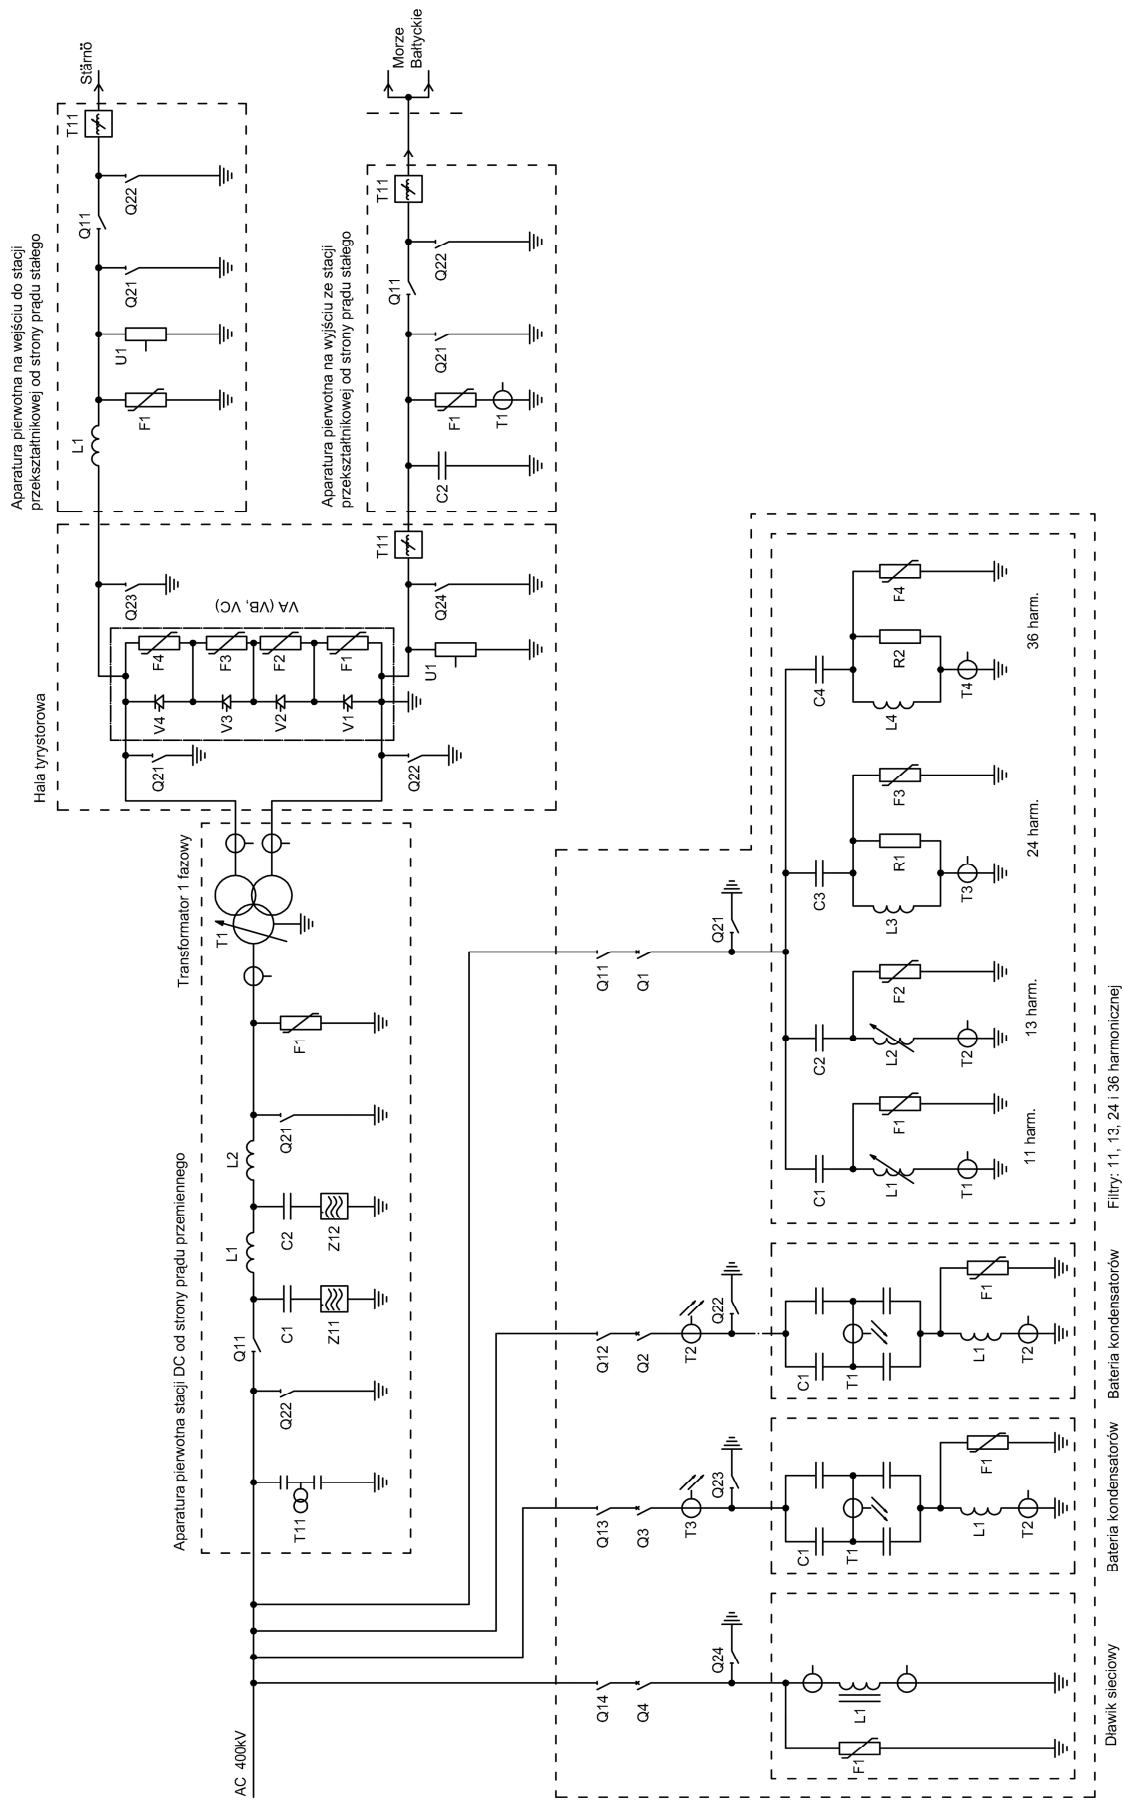 Stärnö
T11
Q22
Q11
Q21
U1
F1
L1
Aparatura pierwotna na wejściu do stacji
przekształtnikowej od strony prądu stałego
Morze
Bałtyckie
T11
Q22
Q11
Q21
F1
T1
C2
Aparatura pierwotna na wyjściu ze stacji
przekształtnikowej od strony prądu stałego
T11
Q23
Q24
U1
VA (VB, VC)
F4
F3
F2
F1
V4
V3
V2
V1
Q21
Q22
Hala tyrystorowa
Transformator 1 fazowy
T1
F1
Q21
L2
C2
Z12
L1
C1
Z11
Q11
Q22
T11
Aparatura pierwotna stacji DC od strony prądu przemiennego
AC 400kV
Q11
Q1
Q21
C4
F4
R2
L4
T4
36 harm.
C3
F3
R1
L3
T3
24 harm.
C2
F2
L2
T2
13 harm.
C1
F1
L1
T1
11 harm.
Filtry: 11, 13, 24 i 36 harmonicznej
Q12
Q2
T2
Q22
C1
T1
F1
L1
T2
Bateria kondensatorów
Q13
Q3
T3
Q23
C1
T1
F1
L1
T2
Bateria kondensatorów
Q14
Q4
Q24
L1
F1
Dławik sieciowy